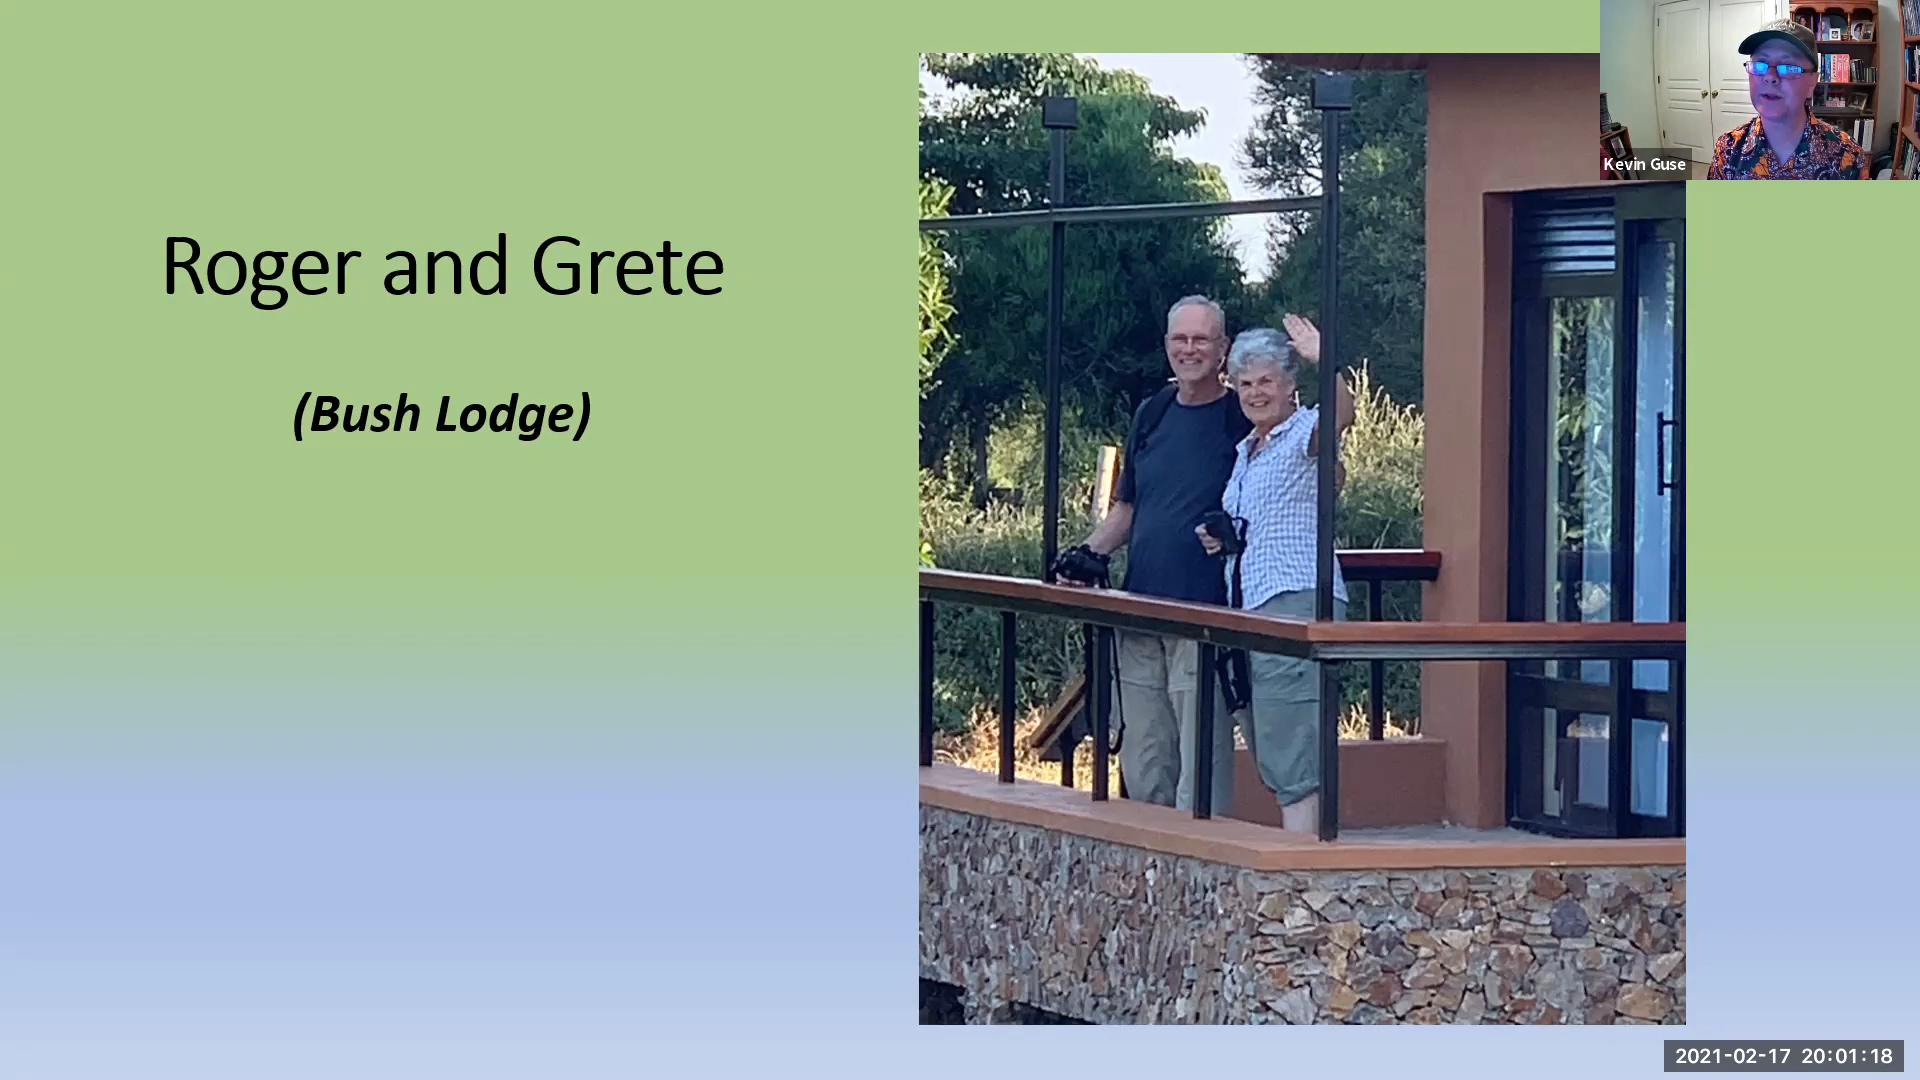 Roger and Grete
(Bush Lodge)
Kevin Guse
2021-02-17 20:01:18